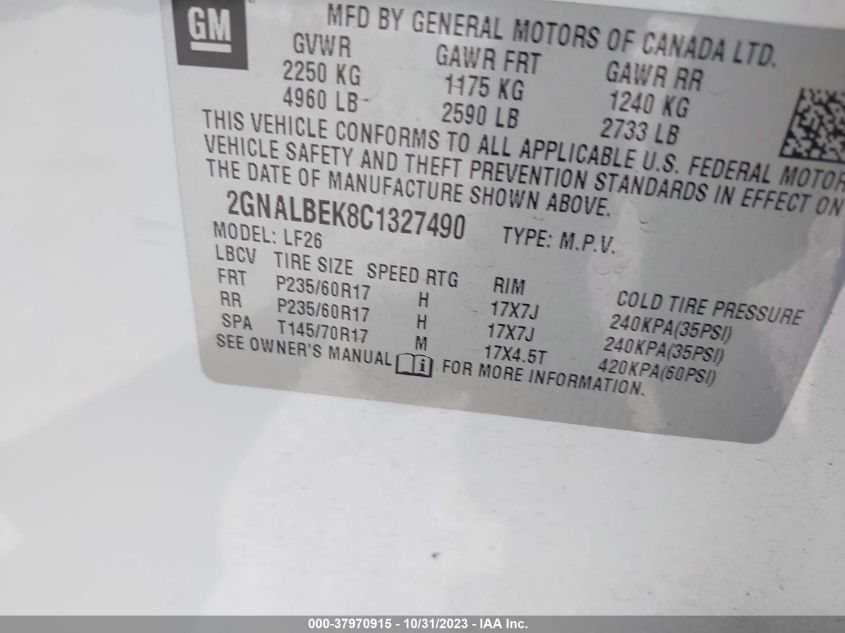 GM
MFD BY GENERAL MOTORS OF CANADA LTD.
GVWR GAWR FRT GAWR RR
2250 KG 1175 KG 1240 KG
4960 LB 2590 LB 2733 LB
THIS VEHICLE CONFORMS TO ALL APPLICABLE U.S. FEDERAL MOTOR
VEHICLE SAFETY AND THEFT PREVENTION STANDARDS IN EFFECT ON
THE DATE OF MANUFACTURE SHOWN ABOVE.
2GNALBEK8C1327490 TYPE: M.P.V.
MODEL: LF26
LBCV TIRE SIZE SPEED RTG RIM COLD TIRE PRESSURE
FRT P235/60R17 H 17X7J 240KPA(35PSI)
RR P235/60R17 H 17X7J 240KPA(35PSI)
SPA T145/70R17 M 17X4.5T 420KPA(60PSI)
SEE OWNER'S MANUAL i FOR MORE INFORMATION.
000-37970915 - 10/31/2023 - IAA Inc.